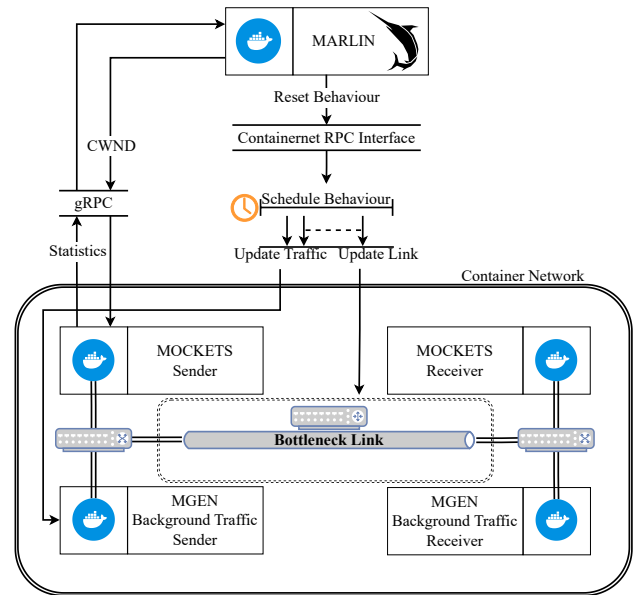 MARLIN
Reset Behaviour
Containernet RPC Interface
CWND
gRPC
Schedule Behaviour
Statistics
Update Traffic
Update Link
Container Network
MOCKETS
Sender
MOCKETS
Receiver
Bottleneck Link
MGEN
Background Traffic
Sender
MGEN
Background Traffic
Receiver